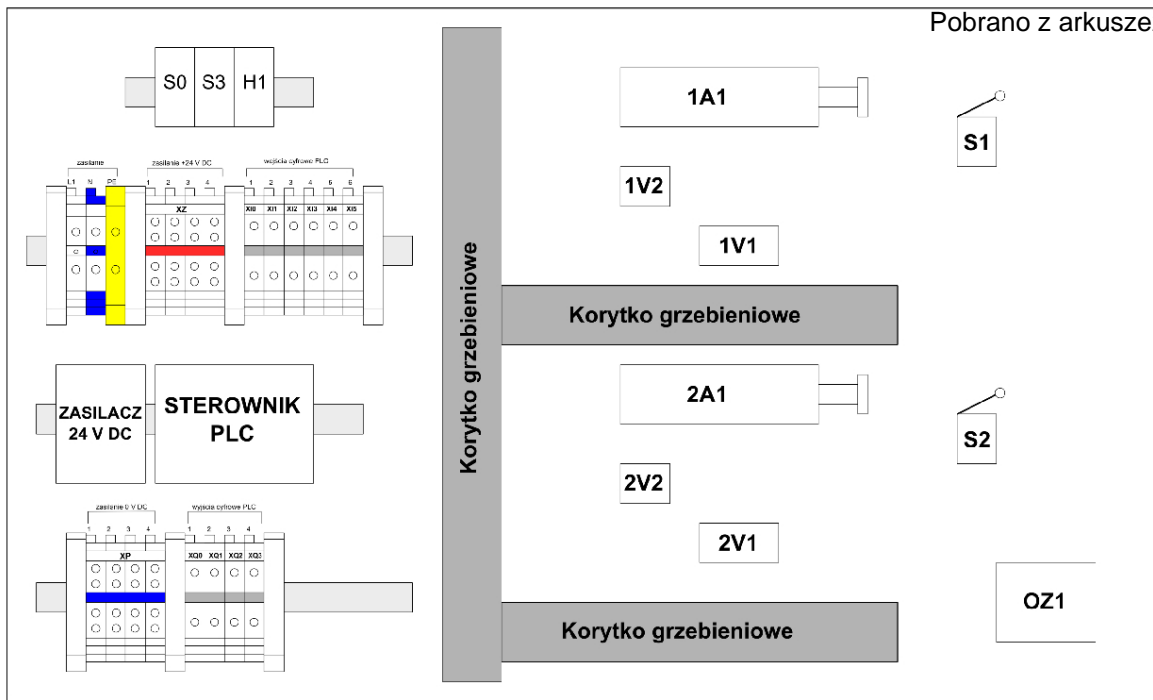 Pobrano z arkusze.
S0 S3 H1
1A1
S1
zasilanie
zasilanie +24 V DC
wejścia cyfrowe PLC
L1 N PE 1 2 3 4 1 2 3 4 5 6
XZ XI0 XI1 XI2 XI3 XI4 XI5
1V2
1V1
Korytko grzebieniowe
Korytko grzebieniowe
ZASILACZ
24 V DC
STEROWNIK
PLC
2A1
S2
2V2
2V1
zasilanie 0 V DC
wyjścia cyfrowe PLC
1 2 3 4 1 2 3 4
XP XQ0 XQ1 XQ2 XQ3
OZ1
Korytko grzebieniowe